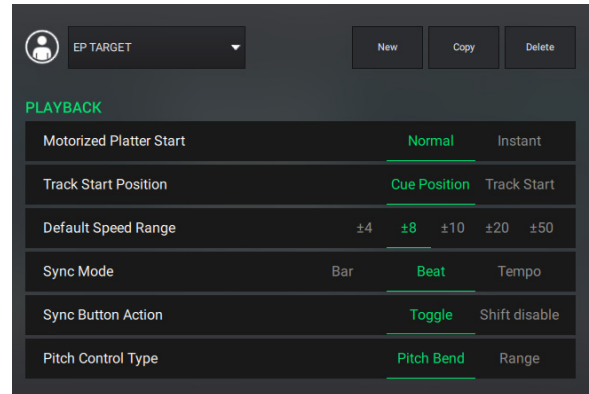 EP TARGET New Copy Delete
PLAYBACK
Motorized Platter Start Normal Instant
Track Start Position Cue Position Track Start
Default Speed Range ±4 ±8 ±10 ±20 ±50
Sync Mode Bar Beat Tempo
Sync Button Action Toggle Shift disable
Pitch Control Type Pitch Bend Range